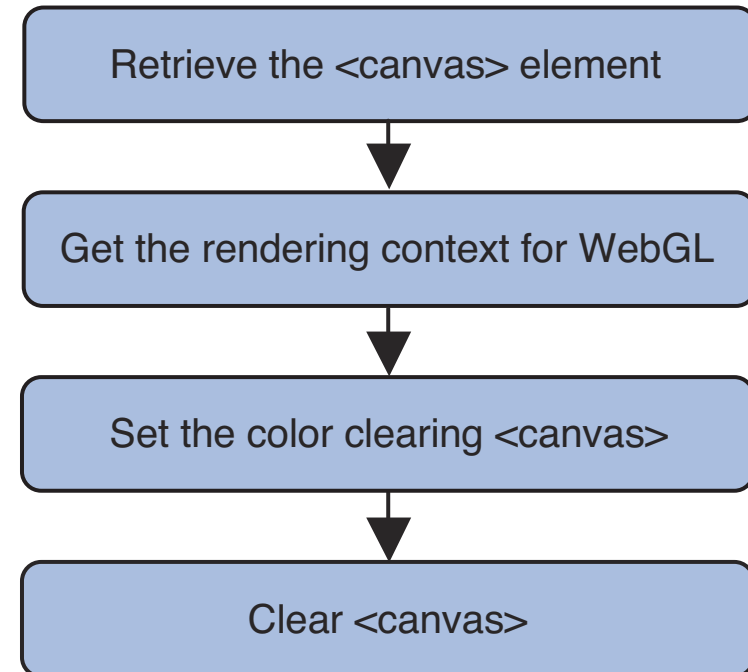 Retrieve the <canvas> element
Get the rendering context for WebGL
Set the color clearing <canvas>
Clear <canvas>